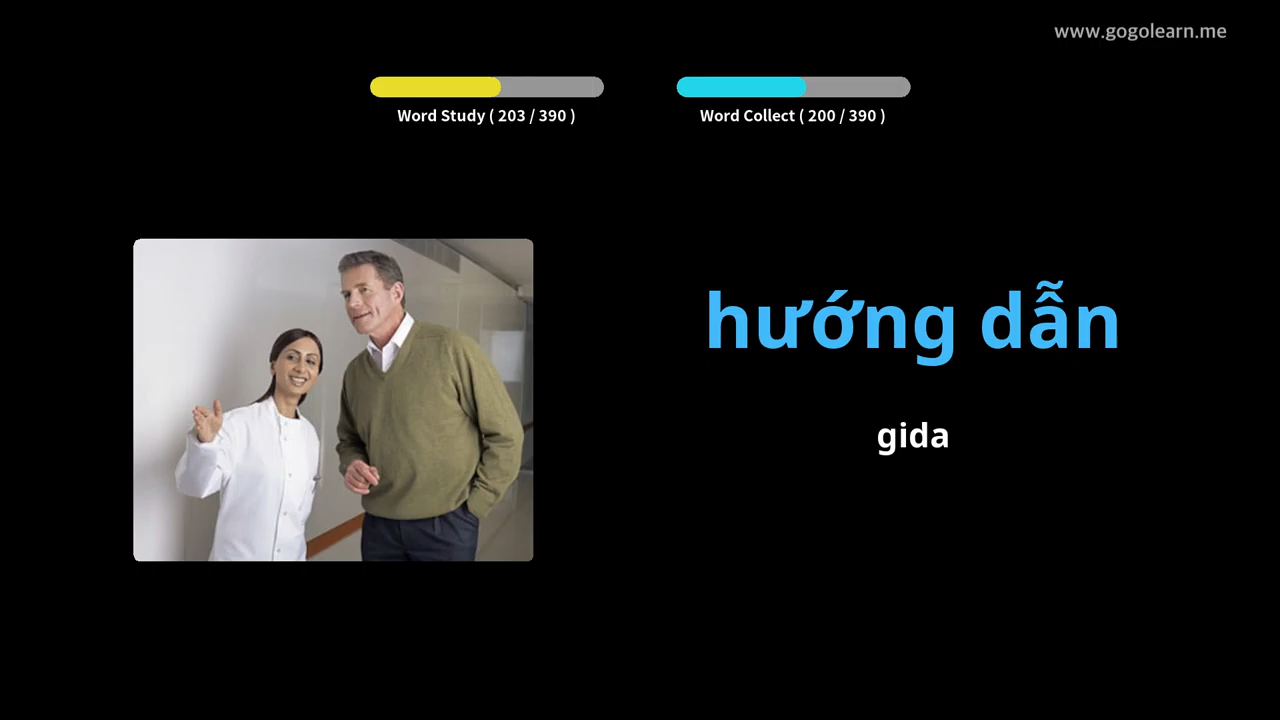 www.gogolearn.me
Word Study ( 203 / 390 )
Word Collect ( 200 / 390 )
hướng dẫn
gida